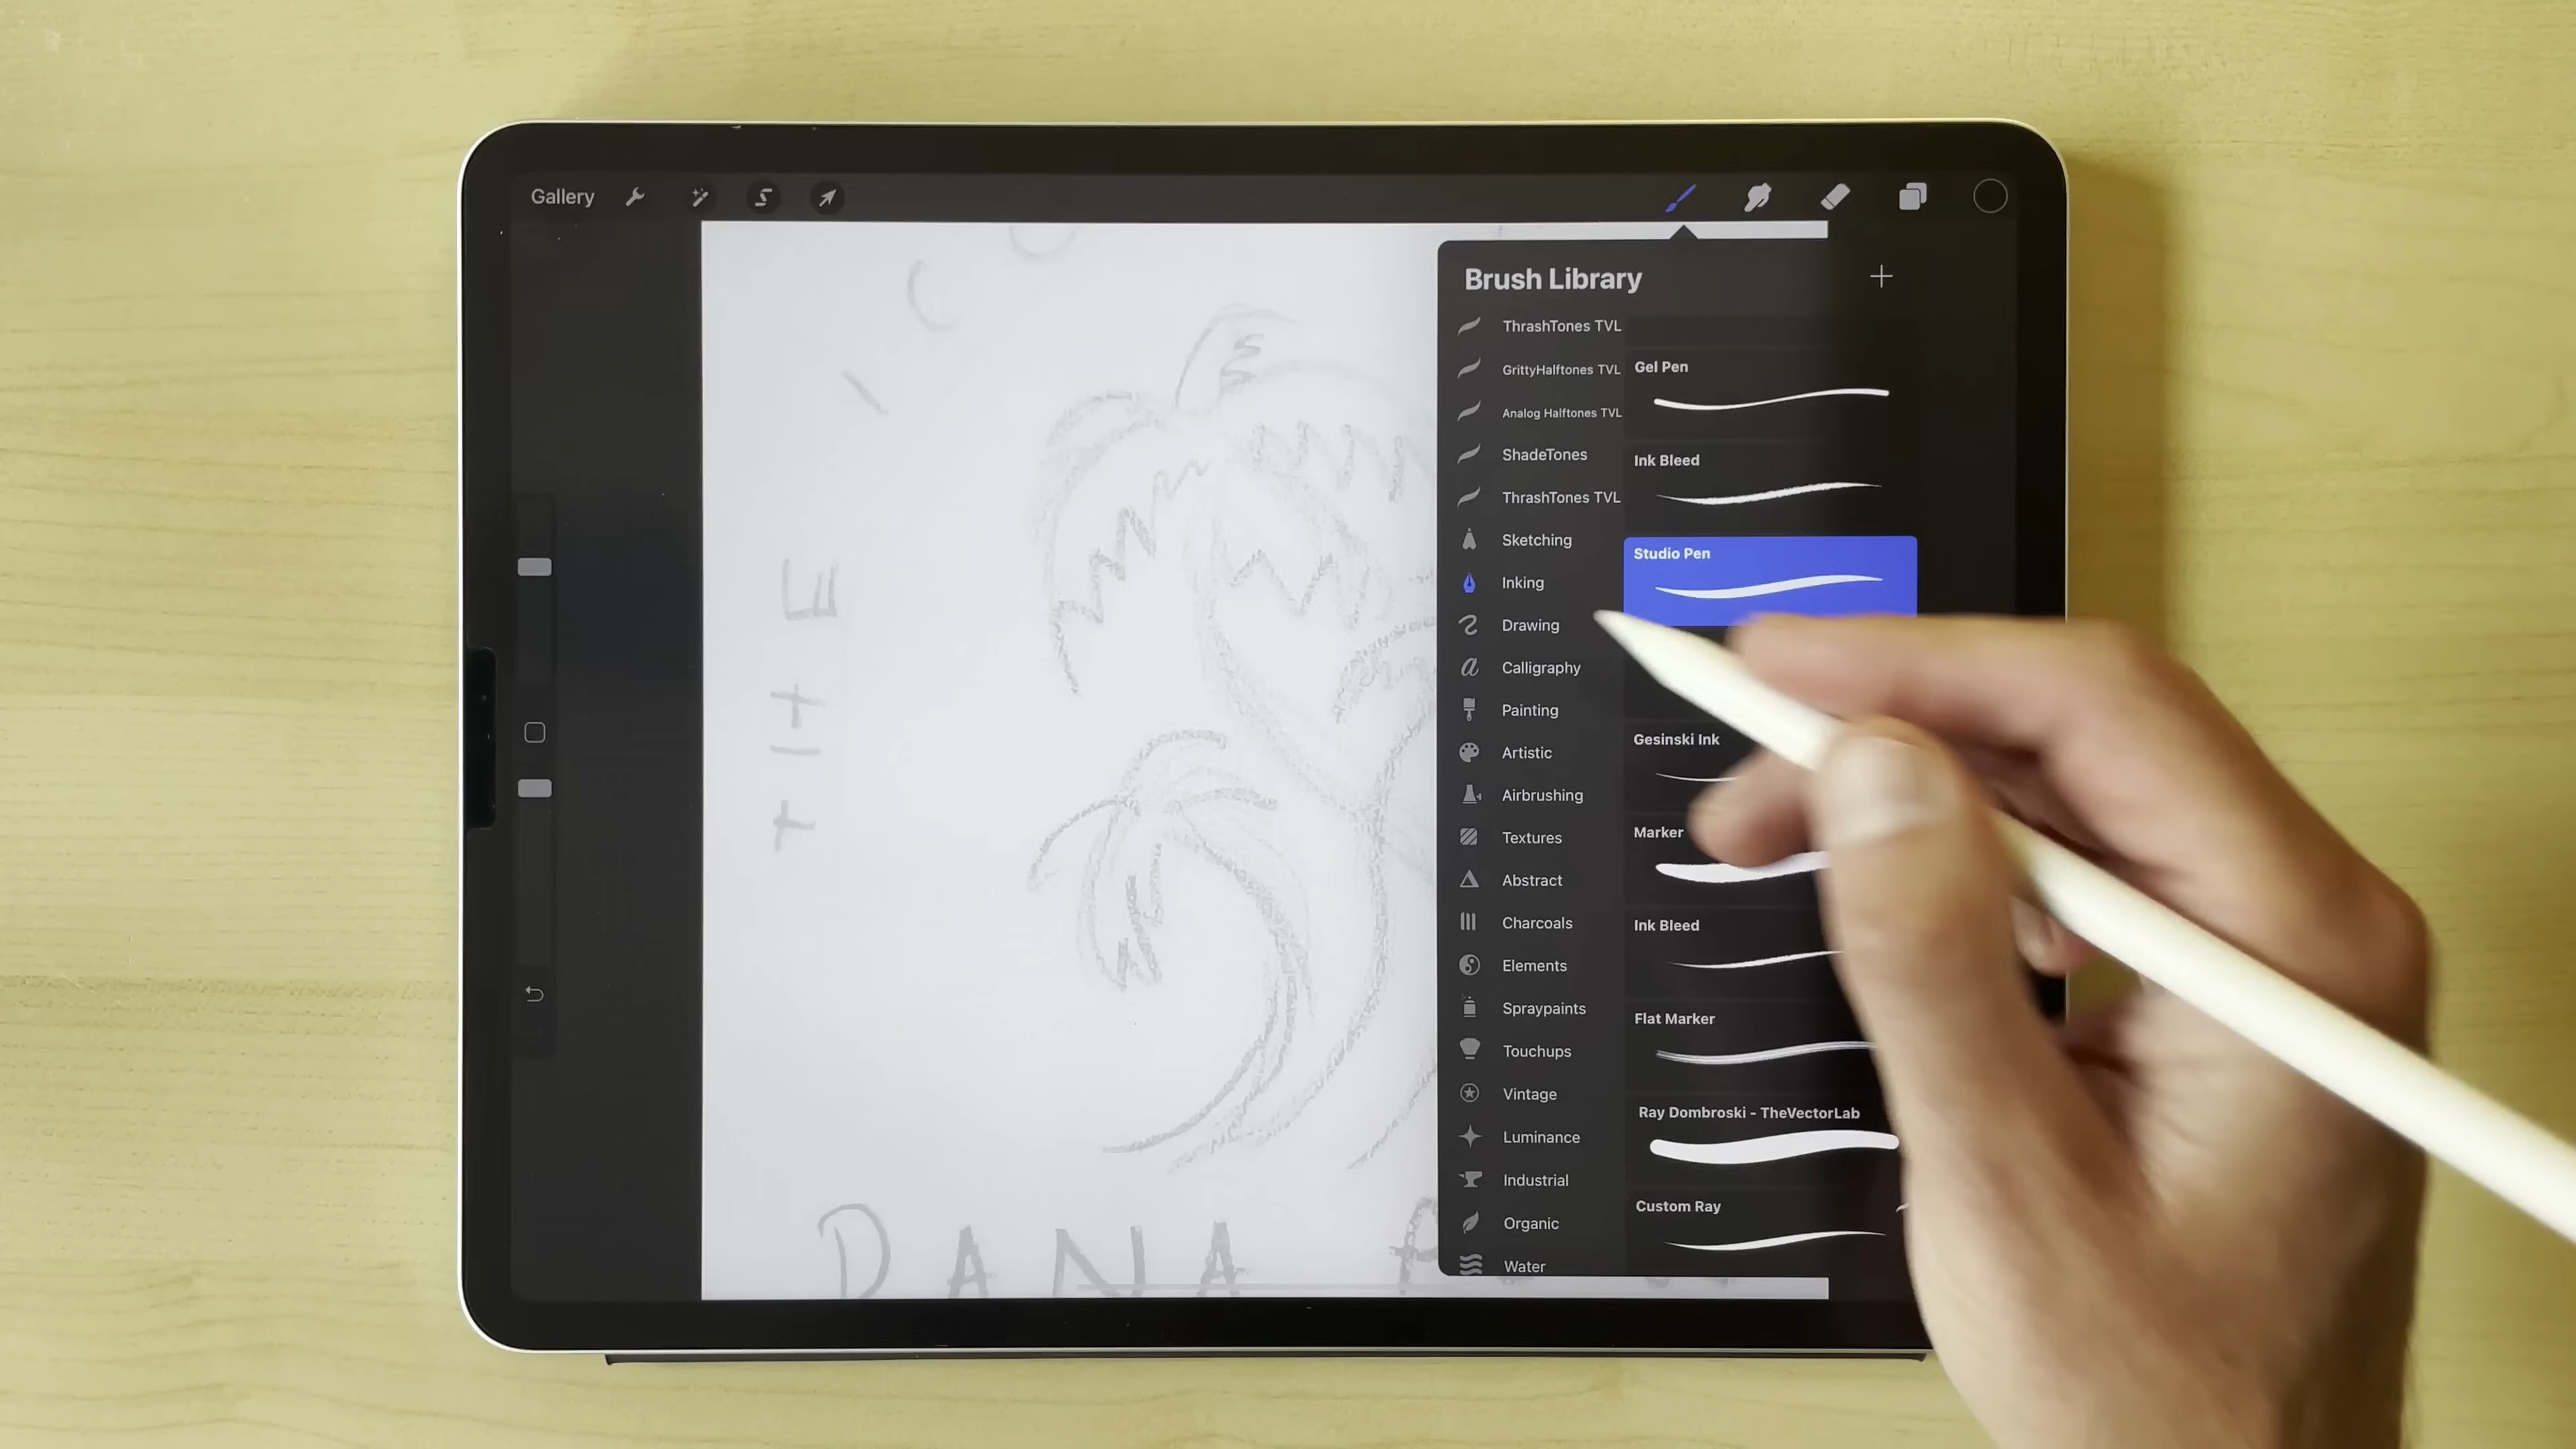 Gallery
Brush Library
ThrashTones TVL
GrittyHalftones TVL
Analog Halftones TVL
ShadeTones
ThrashTones TVL
Sketching
Inking
Drawing
Calligraphy
Painting
Artistic
Airbrushing
Textures
Abstract
Charcoals
Elements
Spraypaints
Touchups
Vintage
Luminance
Industrial
Organic
Water
Gel Pen
Ink Bleed
Studio Pen
Gesinski Ink
Marker
Ink Bleed
Flat Marker
Ray Dombroski - TheVectorLab
Custom Ray
DANA